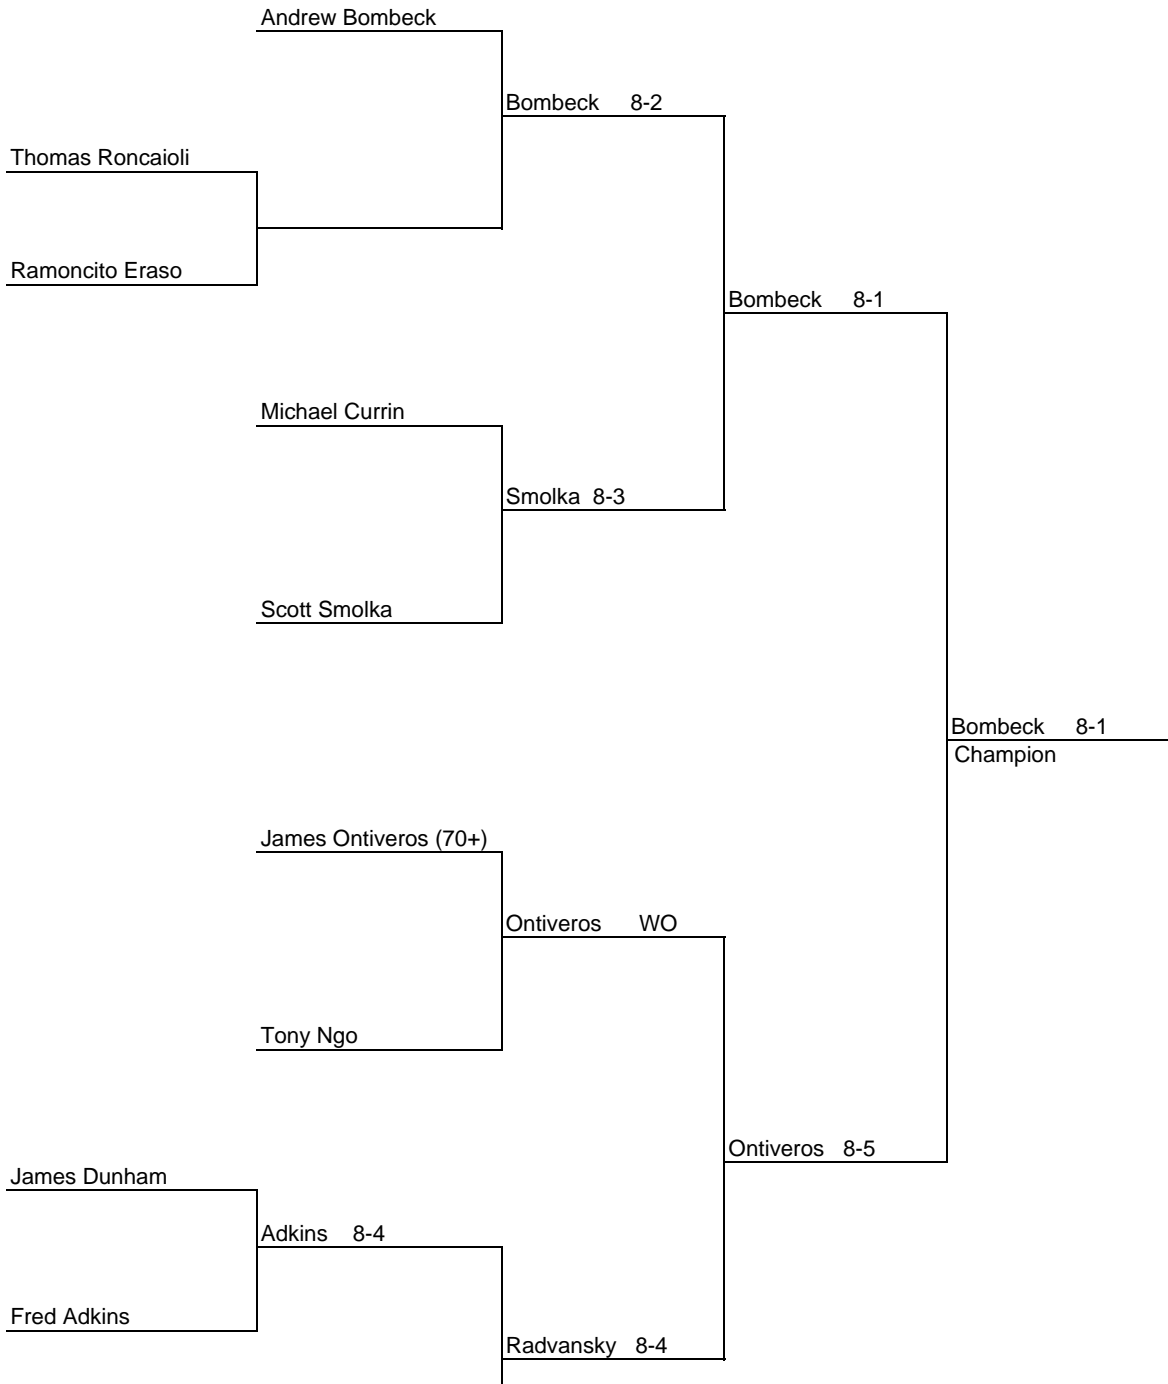 Andrew Bombeck
Bombeck 8-2
Thomas Roncaioli
Ramoncito Eraso
Bombeck 8-1
Michael Currin
Smolka 8-3
Scott Smolka
Bombeck 8-1
Champion
James Ontiveros (70+)
Ontiveros WO
Tony Ngo
Ontiveros 8-5
James Dunham
Adkins 8-4
Fred Adkins
Radvansky 8-4